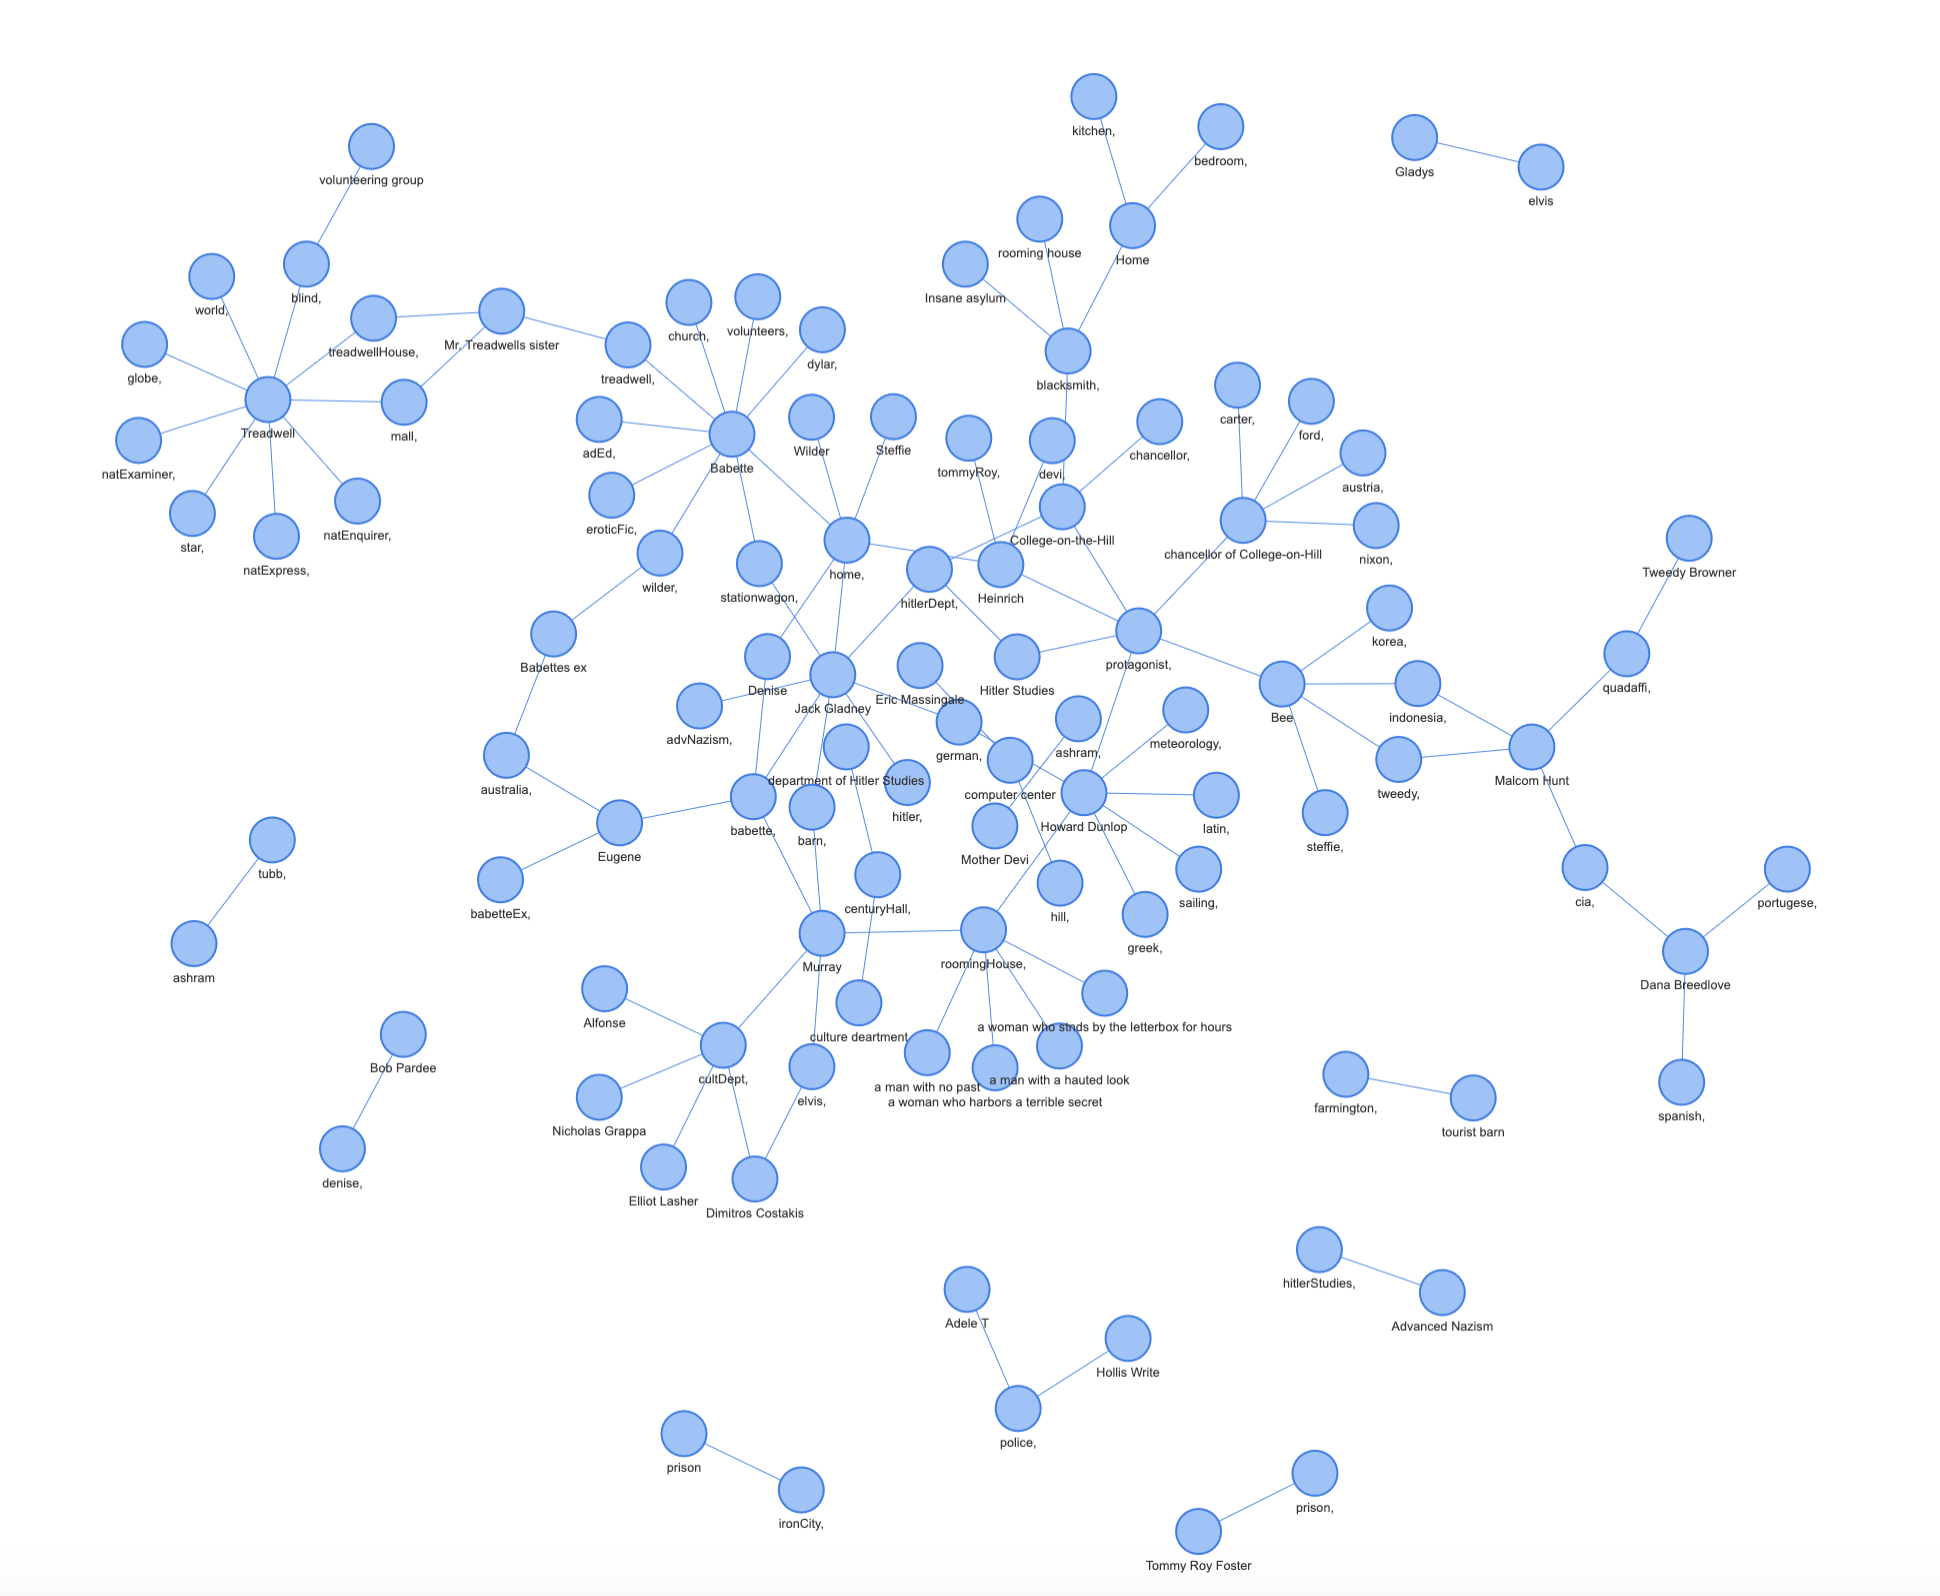 kitchen,
bedroom,
Gladys
elvis
volunteering group
rooming house
Home
Insane asylum
blind,
world,
treadwellHouse,
Mr. Treadwells sister
church,
volunteers,
dylar,
globe,
treadwell,
blacksmith,
Treadwell
mall,
adEd,
Babette
Wilder
Steffie
tommyRoy,
devi,
chancellor,
carter,
ford,
austria,
natExaminer,
star,
natExpress,
natEnquirer,
eroticFic,
wilder,
stationwagon,
home,
hitlerDept,
Heinrich
College-on-the-Hill
chancellor of College-on-Hill
nixon,
Tweedy Browner
korea,
Babettes ex
Denise
Jack Gladney
Eric Massingale
Hitler Studies
protagonist,
quadaffi,
Bee
indonesia,
advNazism,
german,
ashram,
meteorology,
australia,
department of Hitler Studies
computer center
tweedy,
Malcom Hunt
hitler,
babette,
barn,
Howard Dunlop
latin,
steffie,
Eugene
Mother Devi
tubb,
babetteEx,
centuryHall,
hill,
sailing,
greek,
cia,
portugese,
Murray
roomingHouse,
ashram
Dana Breedlove
Alfonse
culture deartment
a woman who stnds by the letterbox for hours
Bob Pardee
cultDept,
elvis,
a man with no past
a man with a hauted look
a woman who harbors a terrible secret
farmington,
tourist barn
spanish,
Nicholas Grappa
denise,
Elliot Lasher
Dimitros Costakis
hitlerStudies,
Advanced Nazism
Adele T
Hollis Write
police,
prison
ironCity,
prison,
Tommy Roy Foster